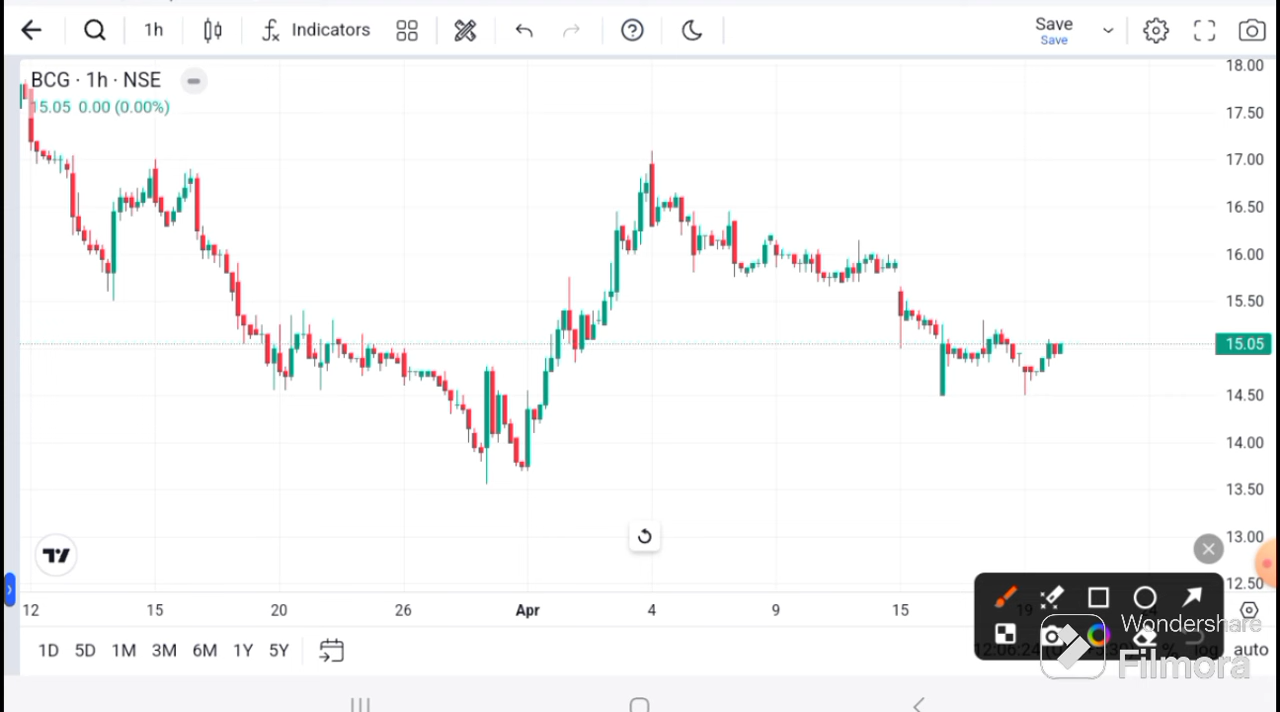 1h
Indicators
Save
Save
BCG · 1h · NSE
15.05 0.00 (0.00%)
18.00
17.50
17.00
16.50
16.00
15.50
15.05
14.50
14.00
13.50
13.00
12.50
12 15 20 26 Apr 4 9 15 19
1D 5D 1M 3M 6M 1Y 5Y
% log auto
Wondershare
Filmora